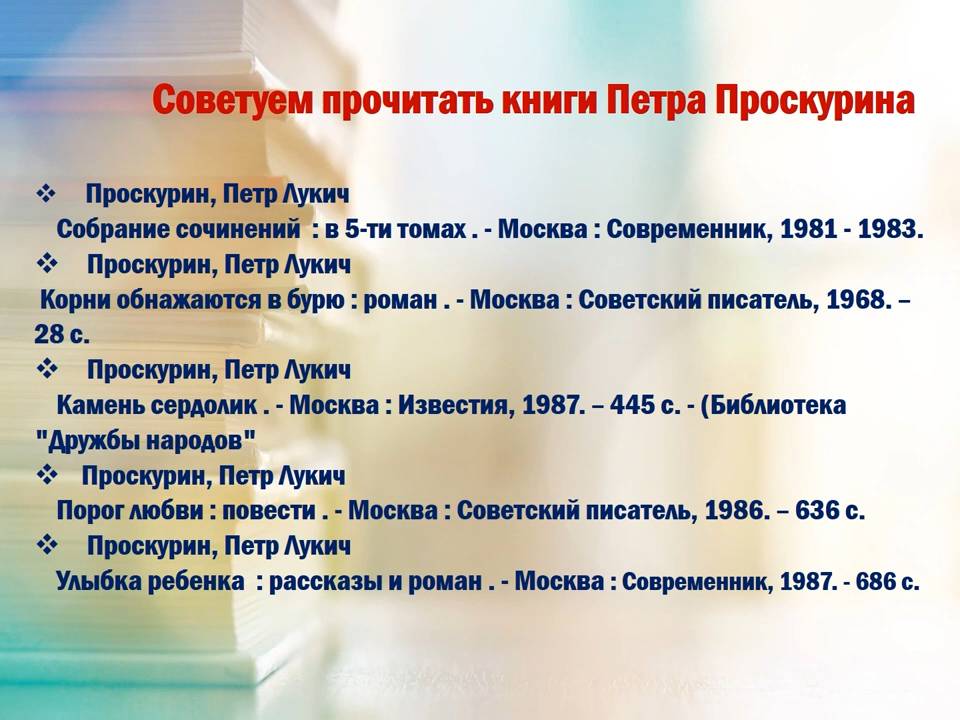 Советуем прочитать книги Петра Проскурина
❖ Проскурин, Петр Лукич
Собрание сочинений : в 5-ти томах . - Москва : Современник, 1981 - 1983.
❖ Проскурин, Петр Лукич
Корни обнажаются в бурю : роман . - Москва : Советский писатель, 1968. –
28 с.
❖ Проскурин, Петр Лукич
Камень сердолик . - Москва : Известия, 1987. – 445 с. - (Библиотека
"Дружбы народов"
❖ Проскурин, Петр Лукич
Порог любви : повести . - Москва : Советский писатель, 1986. – 636 с.
❖ Проскурин, Петр Лукич
Улыбка ребенка : рассказы и роман . - Москва : Современник, 1987. - 686 с.